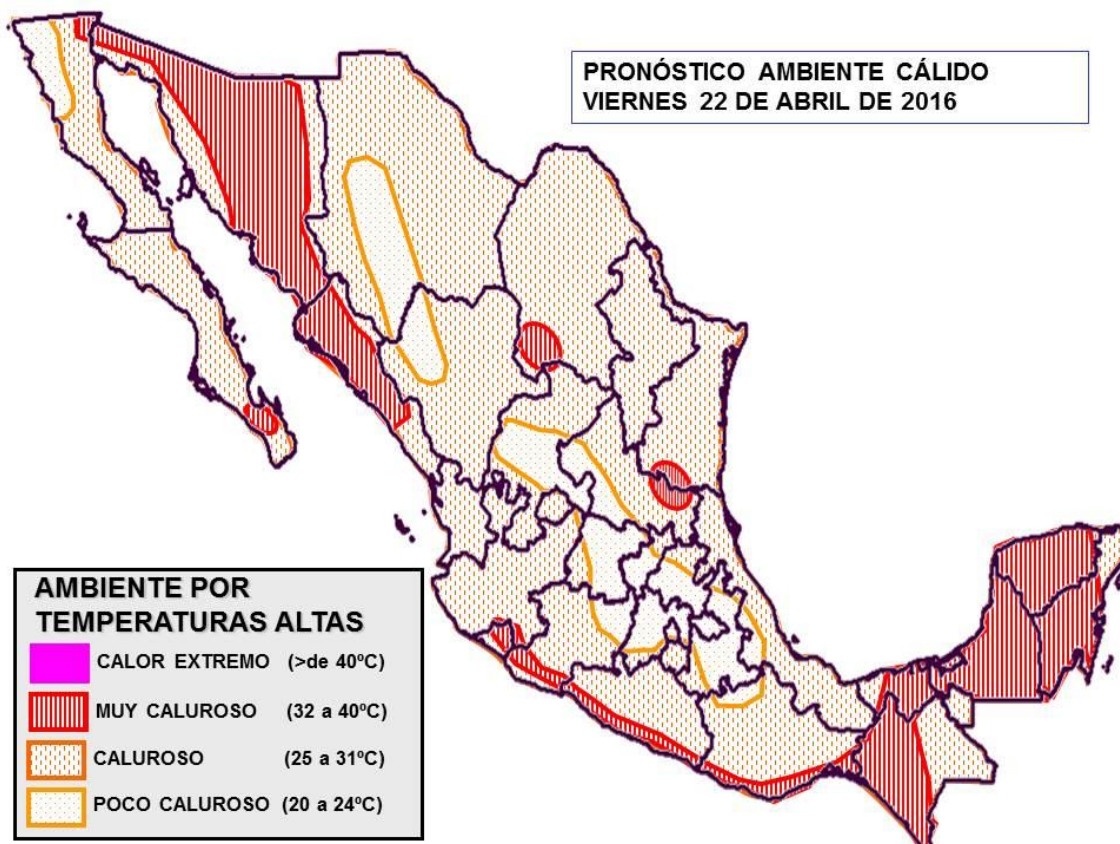 PRONÓSTICO AMBIENTE CÁLIDO
VIERNES 22 DE ABRIL DE 2016
AMBIENTE POR
TEMPERATURAS ALTAS
CALOR EXTREMO (>de 40ºC)
MUY CALUROSO (32 a 40ºC)
CALUROSO (25 a 31ºC)
POCO CALUROSO (20 a 24ºC)